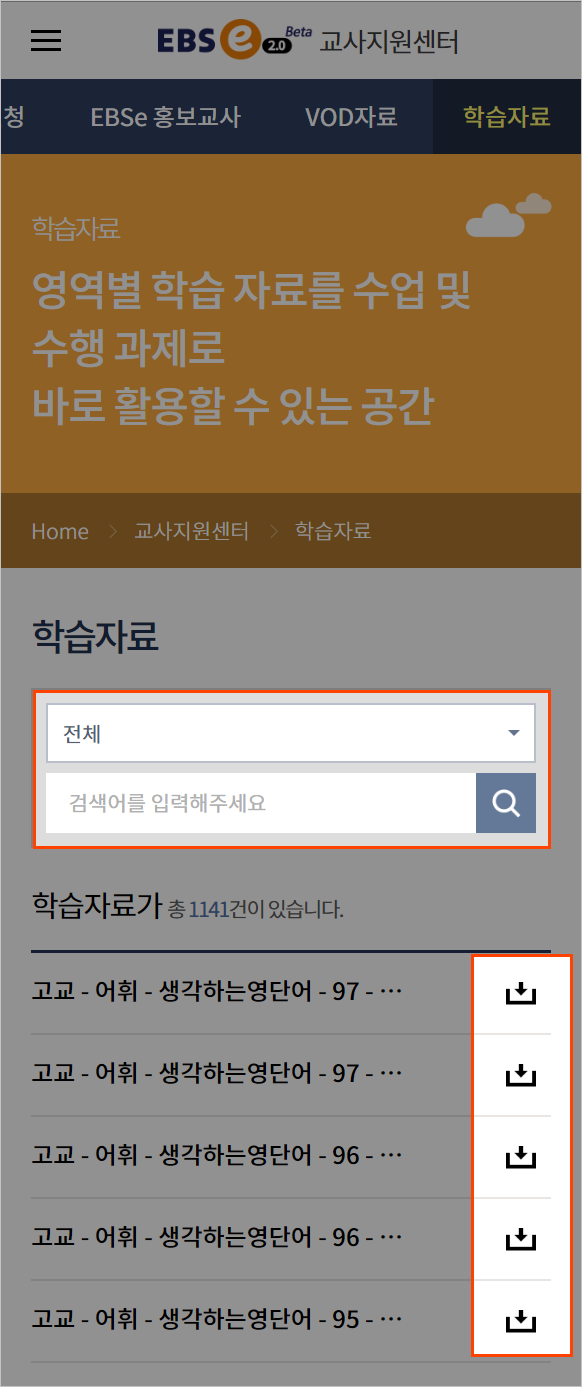 EBS e 2.0 Beta 교사지원센터
청 EBSe 홍보교사 VOD자료 학습자료
학습자료
영역별 학습 자료를 수업 및
수행 과제로
바로 활용할 수 있는 공간
Home > 교사지원센터 > 학습자료
학습자료
전체
검색어를 입력해주세요
학습자료가 총 1141건이 있습니다.
고교 - 어휘 - 생각하는영단어 - 97 - ···
고교 - 어휘 - 생각하는영단어 - 97 - ···
고교 - 어휘 - 생각하는영단어 - 96 - ···
고교 - 어휘 - 생각하는영단어 - 96 - ···
고교 - 어휘 - 생각하는영단어 - 95 - ···